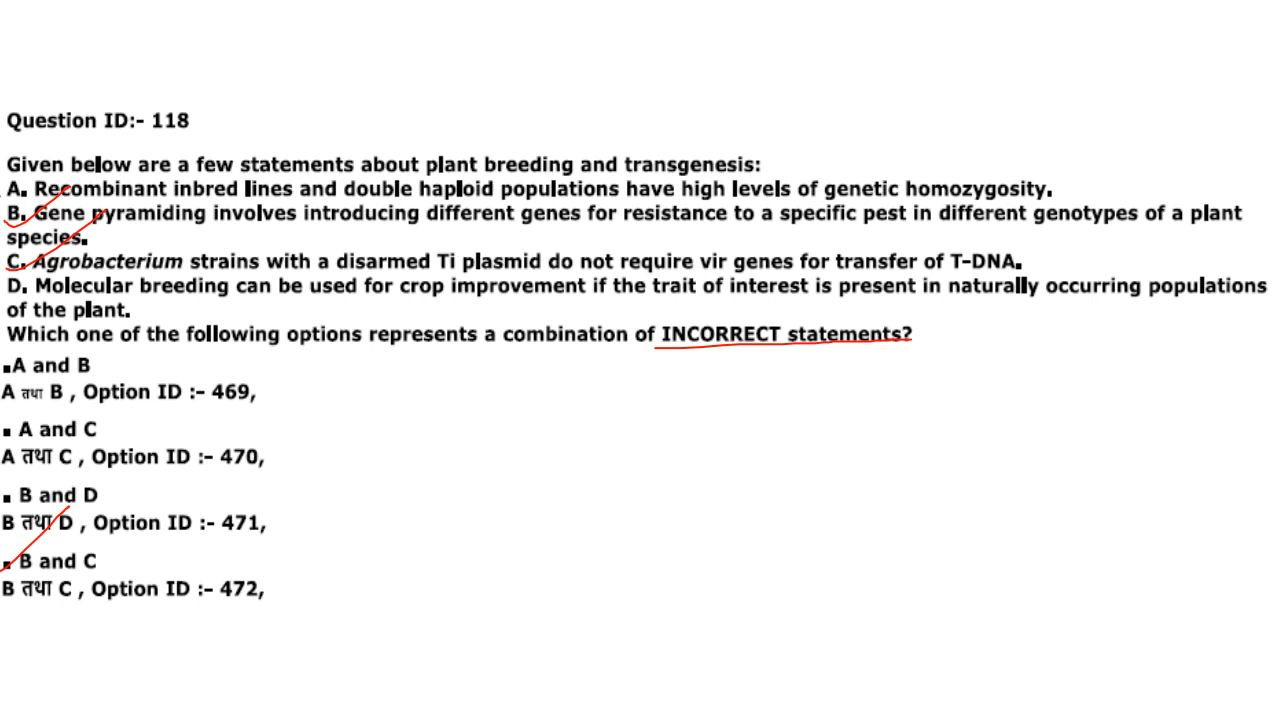 Question ID:- 118
Given below are a few statements about plant breeding and transgenesis:
A. Recombinant inbred lines and double haploid populations have high levels of genetic homozygosity.
B. Gene pyramiding involves introducing different genes for resistance to a specific pest in different genotypes of a plant
species.
C. Agrobacterium strains with a disarmed Ti plasmid do not require vir genes for transfer of T-DNA.
D. Molecular breeding can be used for crop improvement if the trait of interest is present in naturally occurring populations
of the plant.
Which one of the following options represents a combination of INCORRECT statements?
A and B
A तथा B , Option ID :- 469,
A and C
A तथा C , Option ID :- 470,
B and D
B तथा D , Option ID :- 471,
B and C
B तथा C , Option ID :- 472,